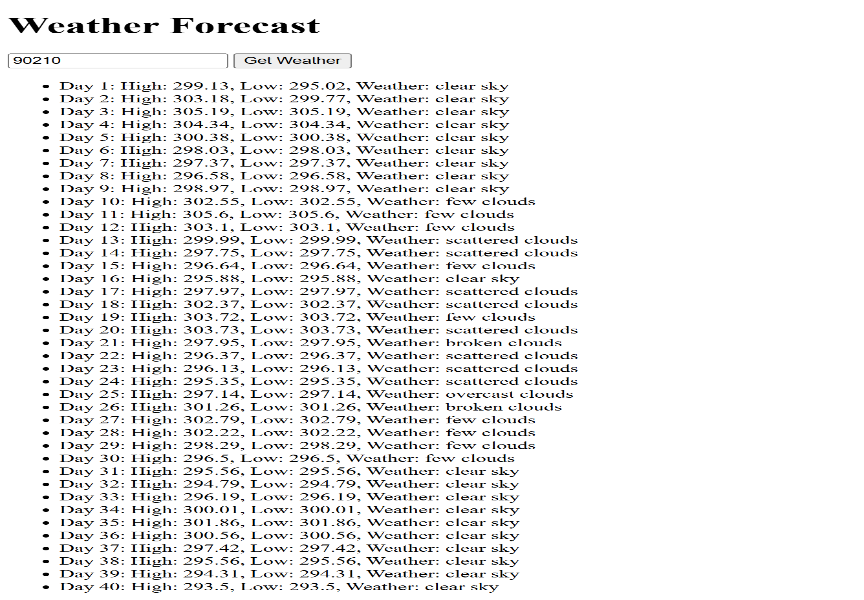 Weather Forecast
90210 Get Weather
Day 1: High: 299.13, Low: 295.02, Weather: clear sky
Day 2: High: 303.18, Low: 299.77, Weather: clear sky
Day 3: High: 305.19, Low: 305.19, Weather: clear sky
Day 4: High: 304.34, Low: 304.34, Weather: clear sky
Day 5: High: 300.38, Low: 300.38, Weather: clear sky
Day 6: High: 298.03, Low: 298.03, Weather: clear sky
Day 7: High: 297.37, Low: 297.37, Weather: clear sky
Day 8: High: 296.58, Low: 296.58, Weather: clear sky
Day 9: High: 298.97, Low: 298.97, Weather: clear sky
Day 10: High: 302.55, Low: 302.55, Weather: few clouds
Day 11: High: 305.6, Low: 305.6, Weather: few clouds
Day 12: High: 303.1, Low: 303.1, Weather: few clouds
Day 13: High: 299.99, Low: 299.99, Weather: scattered clouds
Day 14: High: 297.75, Low: 297.75, Weather: scattered clouds
Day 15: High: 296.64, Low: 296.64, Weather: few clouds
Day 16: High: 295.88, Low: 295.88, Weather: clear sky
Day 17: High: 297.97, Low: 297.97, Weather: scattered clouds
Day 18: High: 302.37, Low: 302.37, Weather: scattered clouds
Day 19: High: 303.72, Low: 303.72, Weather: few clouds
Day 20: High: 303.73, Low: 303.73, Weather: scattered clouds
Day 21: High: 297.95, Low: 297.95, Weather: broken clouds
Day 22: High: 296.37, Low: 296.37, Weather: scattered clouds
Day 23: High: 296.13, Low: 296.13, Weather: scattered clouds
Day 24: High: 295.35, Low: 295.35, Weather: scattered clouds
Day 25: High: 297.14, Low: 297.14, Weather: overcast clouds
Day 26: High: 301.26, Low: 301.26, Weather: broken clouds
Day 27: High: 302.79, Low: 302.79, Weather: few clouds
Day 28: High: 302.22, Low: 302.22, Weather: few clouds
Day 29: High: 298.29, Low: 298.29, Weather: few clouds
Day 30: High: 296.5, Low: 296.5, Weather: few clouds
Day 31: High: 295.56, Low: 295.56, Weather: clear sky
Day 32: High: 294.79, Low: 294.79, Weather: clear sky
Day 33: High: 296.19, Low: 296.19, Weather: clear sky
Day 34: High: 300.01, Low: 300.01, Weather: clear sky
Day 35: High: 301.86, Low: 301.86, Weather: clear sky
Day 36: High: 300.56, Low: 300.56, Weather: clear sky
Day 37: High: 297.42, Low: 297.42, Weather: clear sky
Day 38: High: 295.56, Low: 295.56, Weather: clear sky
Day 39: High: 294.31, Low: 294.31, Weather: clear sky
Day 40: High: 293.5, Low: 293.5, Weather: clear sky